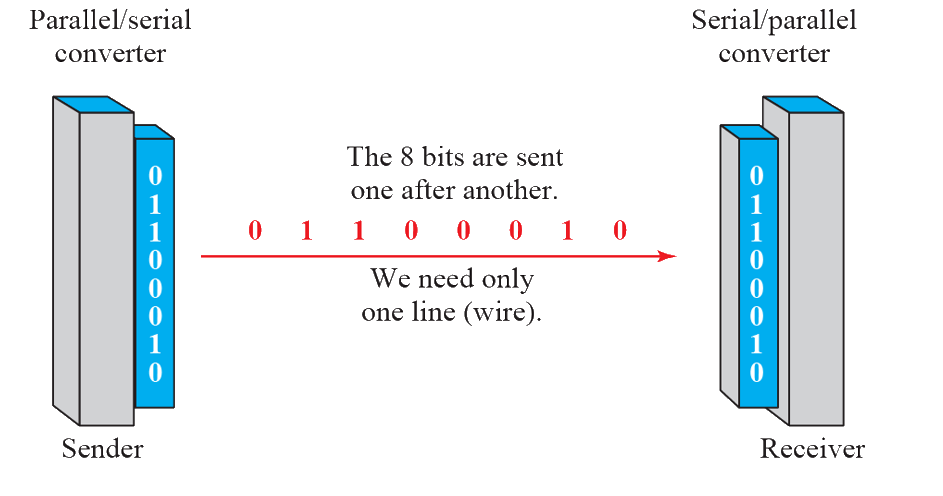 Parallel/serial
converter
Serial/parallel
converter
The 8 bits are sent
one after another.
0 1 1 0 0 0 1 0
We need only
one line (wire).
0
1
1
0
0
0
1
0
0
1
1
0
0
0
1
0
Sender
Receiver